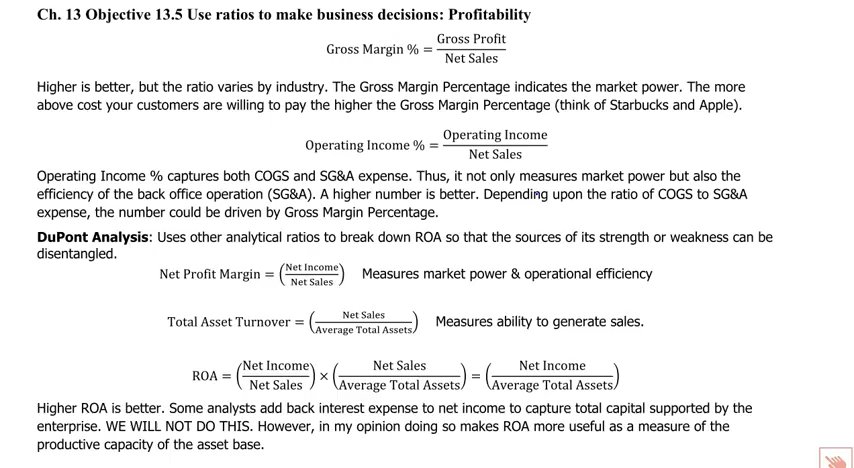 Ch. 13 Objective 13.5 Use ratios to make business decisions: Profitability
Gross Margin % = Gross Profit / Net Sales
Higher is better, but the ratio varies by industry. The Gross Margin Percentage indicates the market power. The more
above cost your customers are willing to pay the higher the Gross Margin Percentage (think of Starbucks and Apple).
Operating Income % = Operating Income / Net Sales
Operating Income % captures both COGS and SG&A expense. Thus, it not only measures market power but also the
efficiency of the back office operation (SG&A). A higher number is better. Depending upon the ratio of COGS to SG&A
expense, the number could be driven by Gross Margin Percentage.
DuPont Analysis: Uses other analytical ratios to break down ROA so that the sources of its strength or weakness can be
disentangled.
Net Profit Margin = (Net Income / Net Sales) Measures market power & operational efficiency
Total Asset Turnover = (Net Sales / Average Total Assets) Measures ability to generate sales.
ROA = (Net Income / Net Sales) × (Net Sales / Average Total Assets) = (Net Income / Average Total Assets)
Higher ROA is better. Some analysts add back interest expense to net income to capture total capital supported by the
enterprise. WE WILL NOT DO THIS. However, in my opinion doing so makes ROA more useful as a measure of the
productive capacity of the asset base.